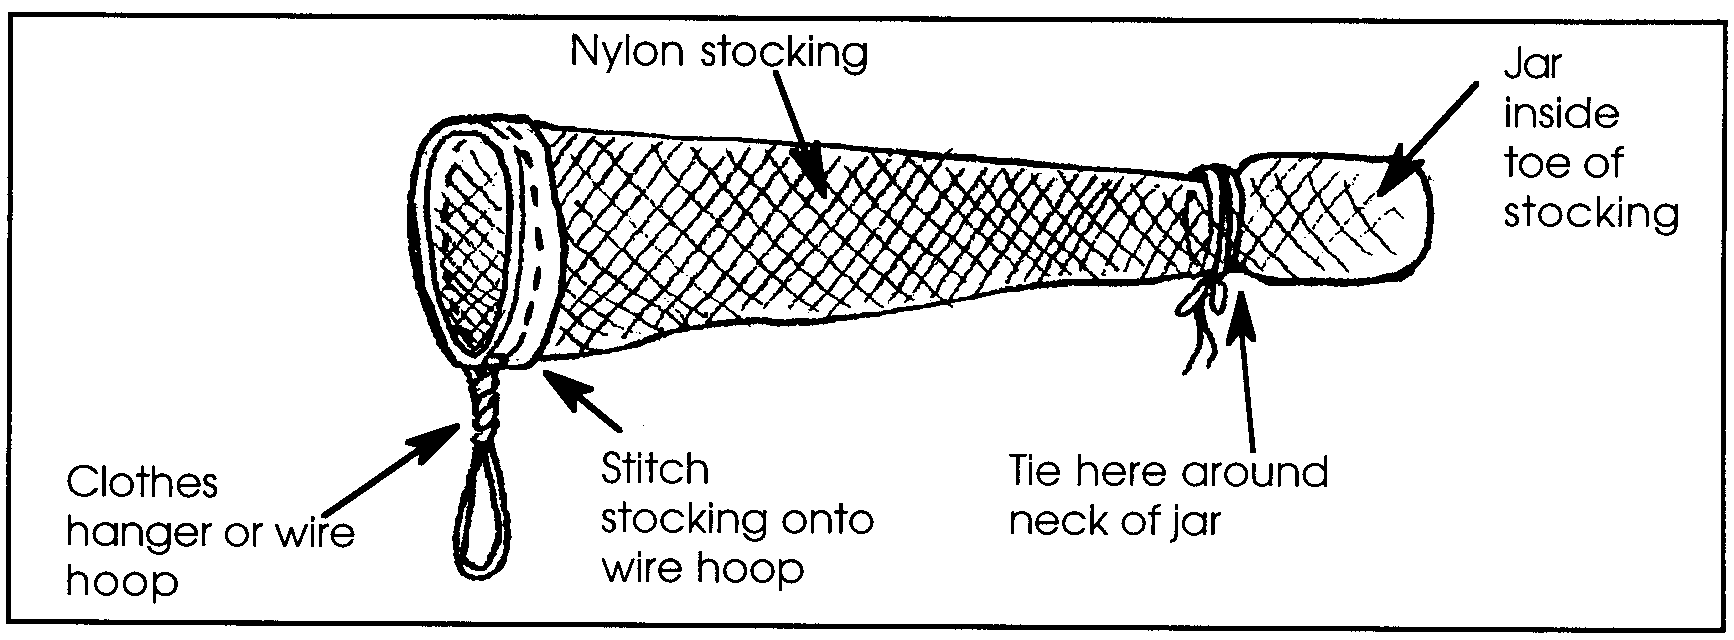 Nylon stocking
Jar
inside
toe of
stocking
Clothes
hanger or wire
hoop
Stitch
stocking onto
wire hoop
Tie here around
neck of jar